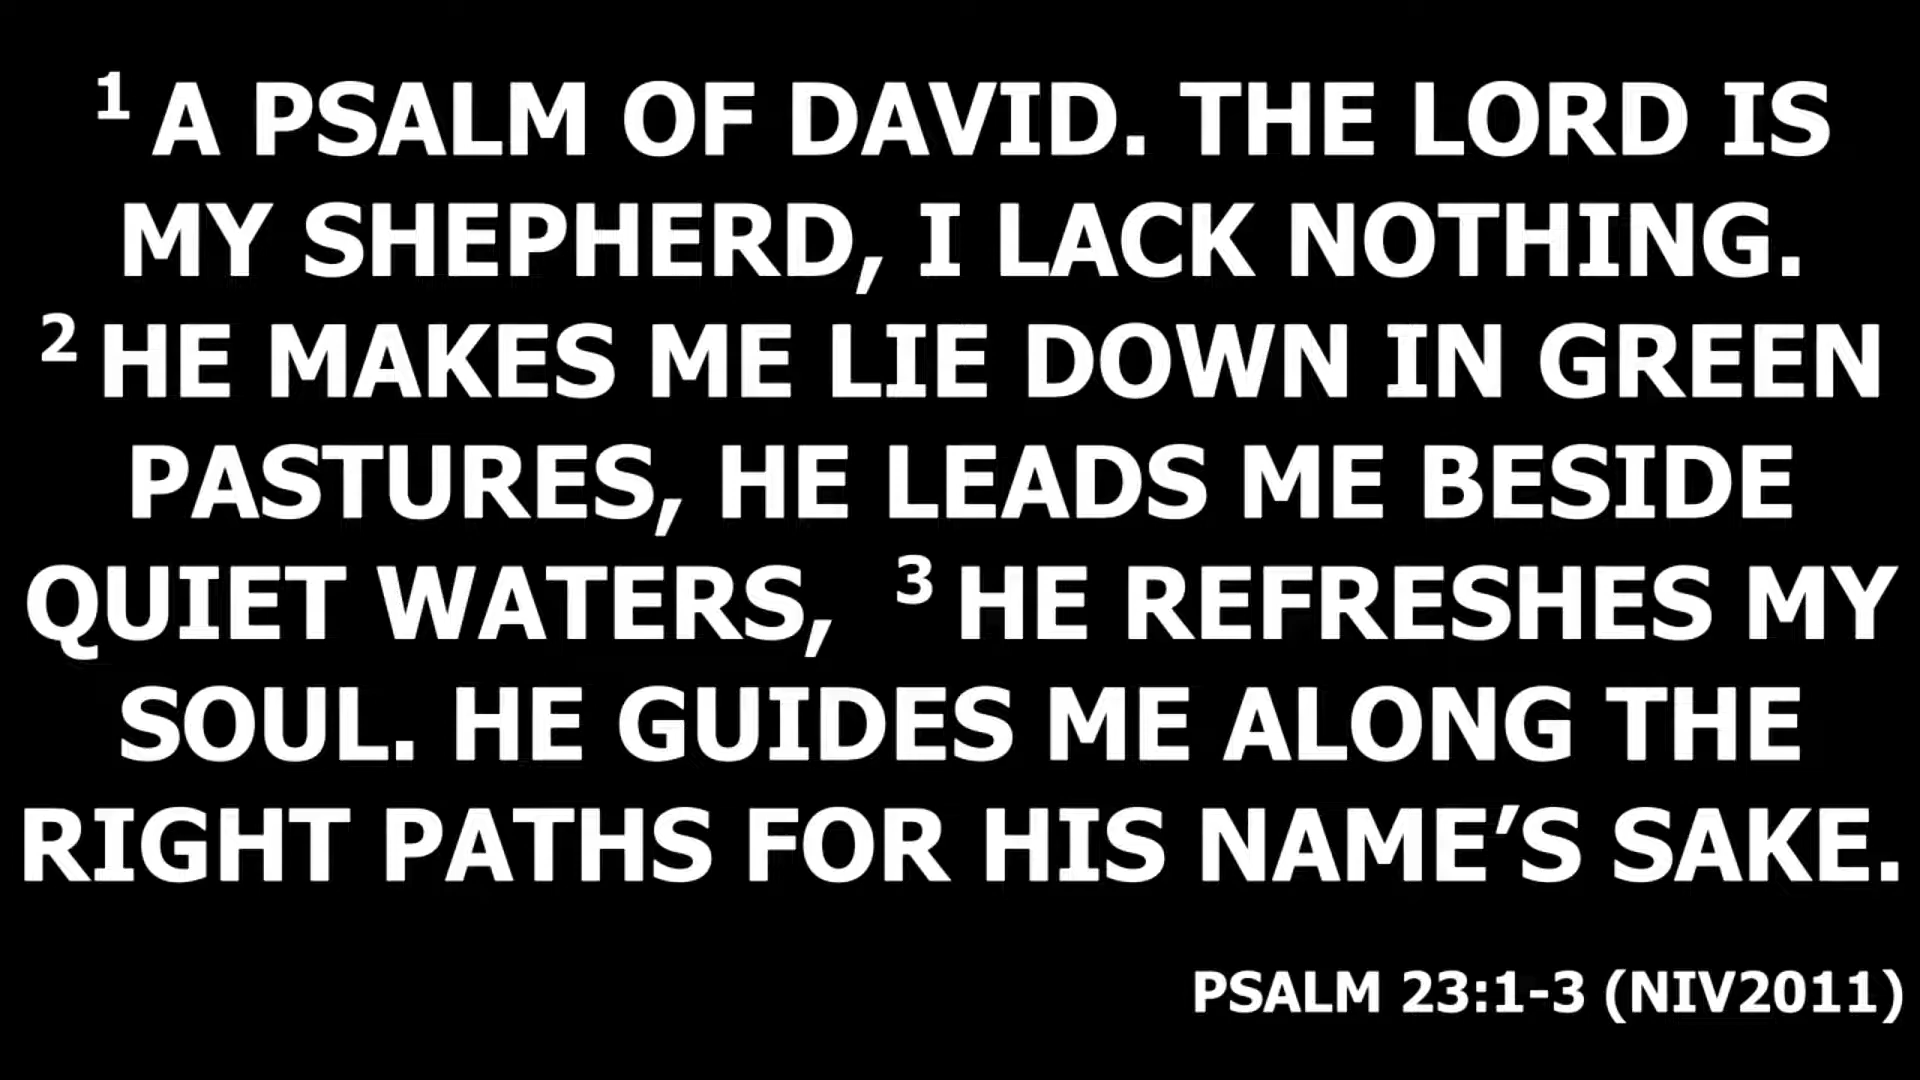 1 A PSALM OF DAVID. THE LORD IS
MY SHEPHERD, I LACK NOTHING.
2 HE MAKES ME LIE DOWN IN GREEN
PASTURES, HE LEADS ME BESIDE
QUIET WATERS, 3 HE REFRESHES MY
SOUL. HE GUIDES ME ALONG THE
RIGHT PATHS FOR HIS NAME’S SAKE.
PSALM 23:1-3 (NIV2011)